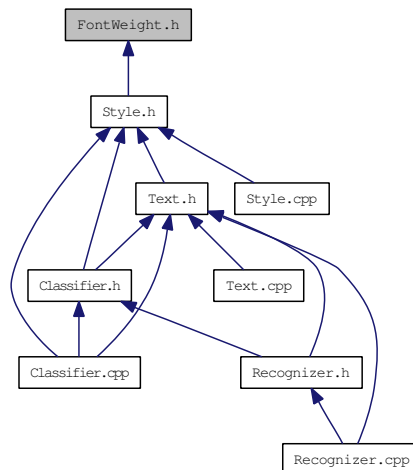 FontWeight.h
Style.h
Text.h
Style.cpp
Classifier.h
Text.cpp
Classifier.cpp
Recognizer.h
Recognizer.cpp